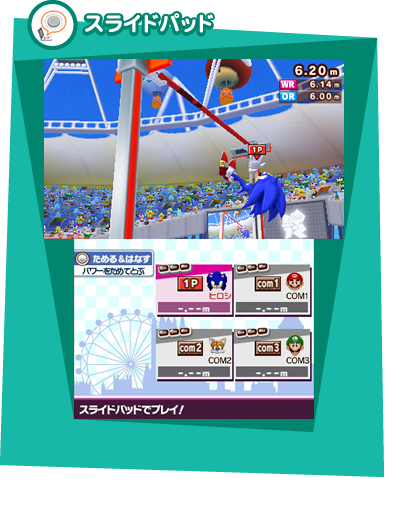 スライドパッド
6.20 m
WR 6.14 m
OR 6.00 m
1P
ためる&はなす
パワーをためてとぶ
1P
ヒロシ
-.-- m
com1
COM1
-.-- m
com2
COM2
-.-- m
com3
COM3
-.-- m
スライドパッドでプレイ!